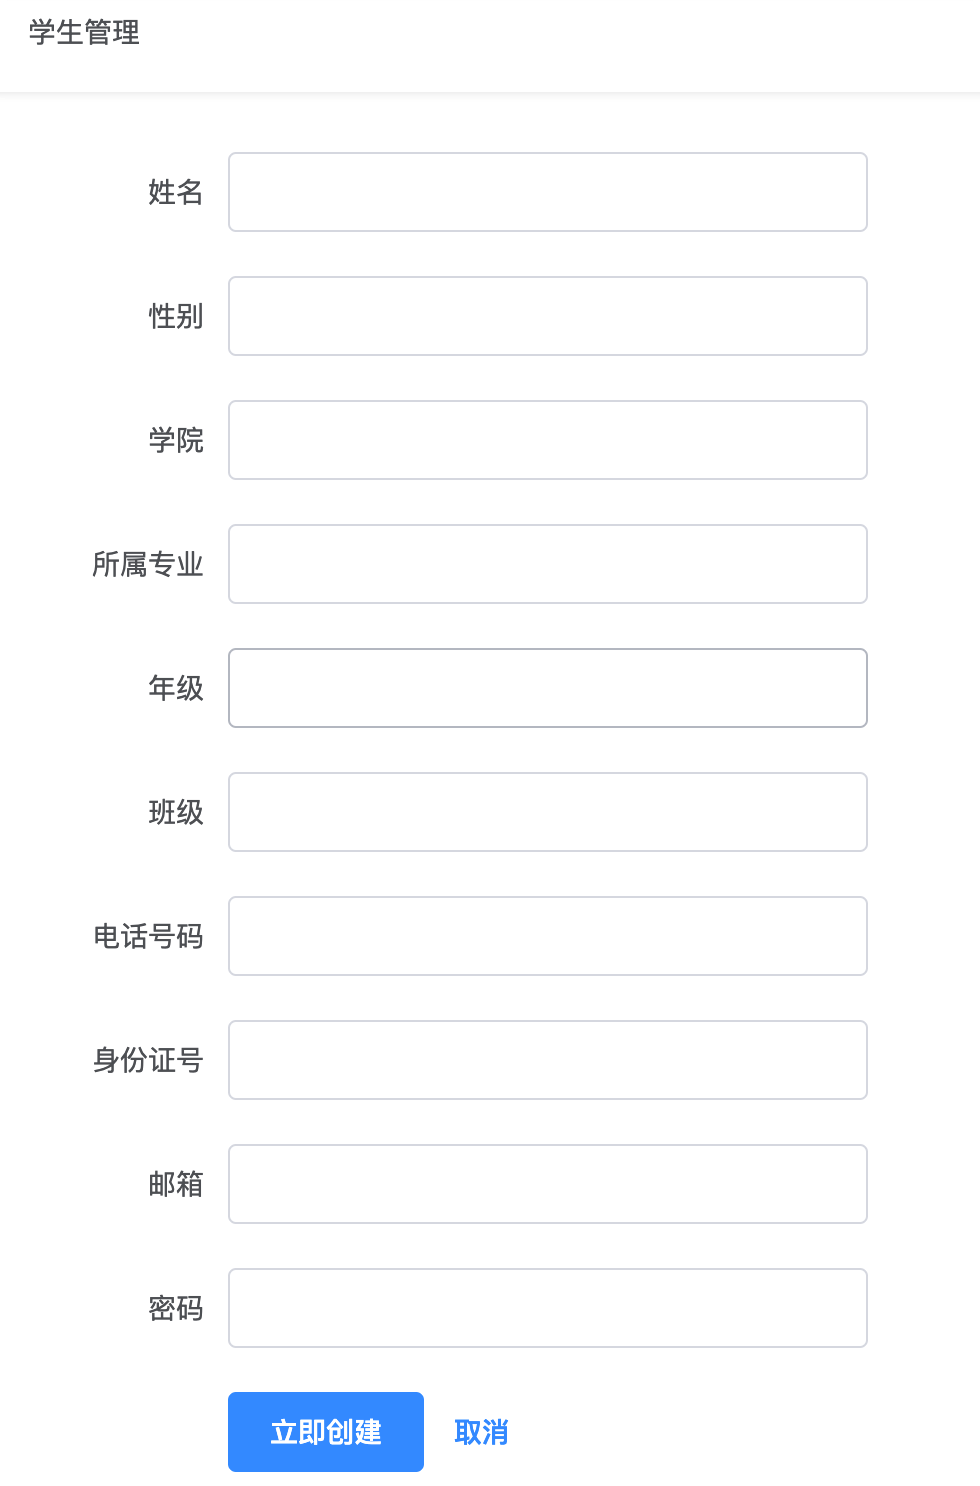 学生管理
姓名
性别
学院
所属专业
年级
班级
电话号码
身份证号
邮箱
密码
立即创建 取消